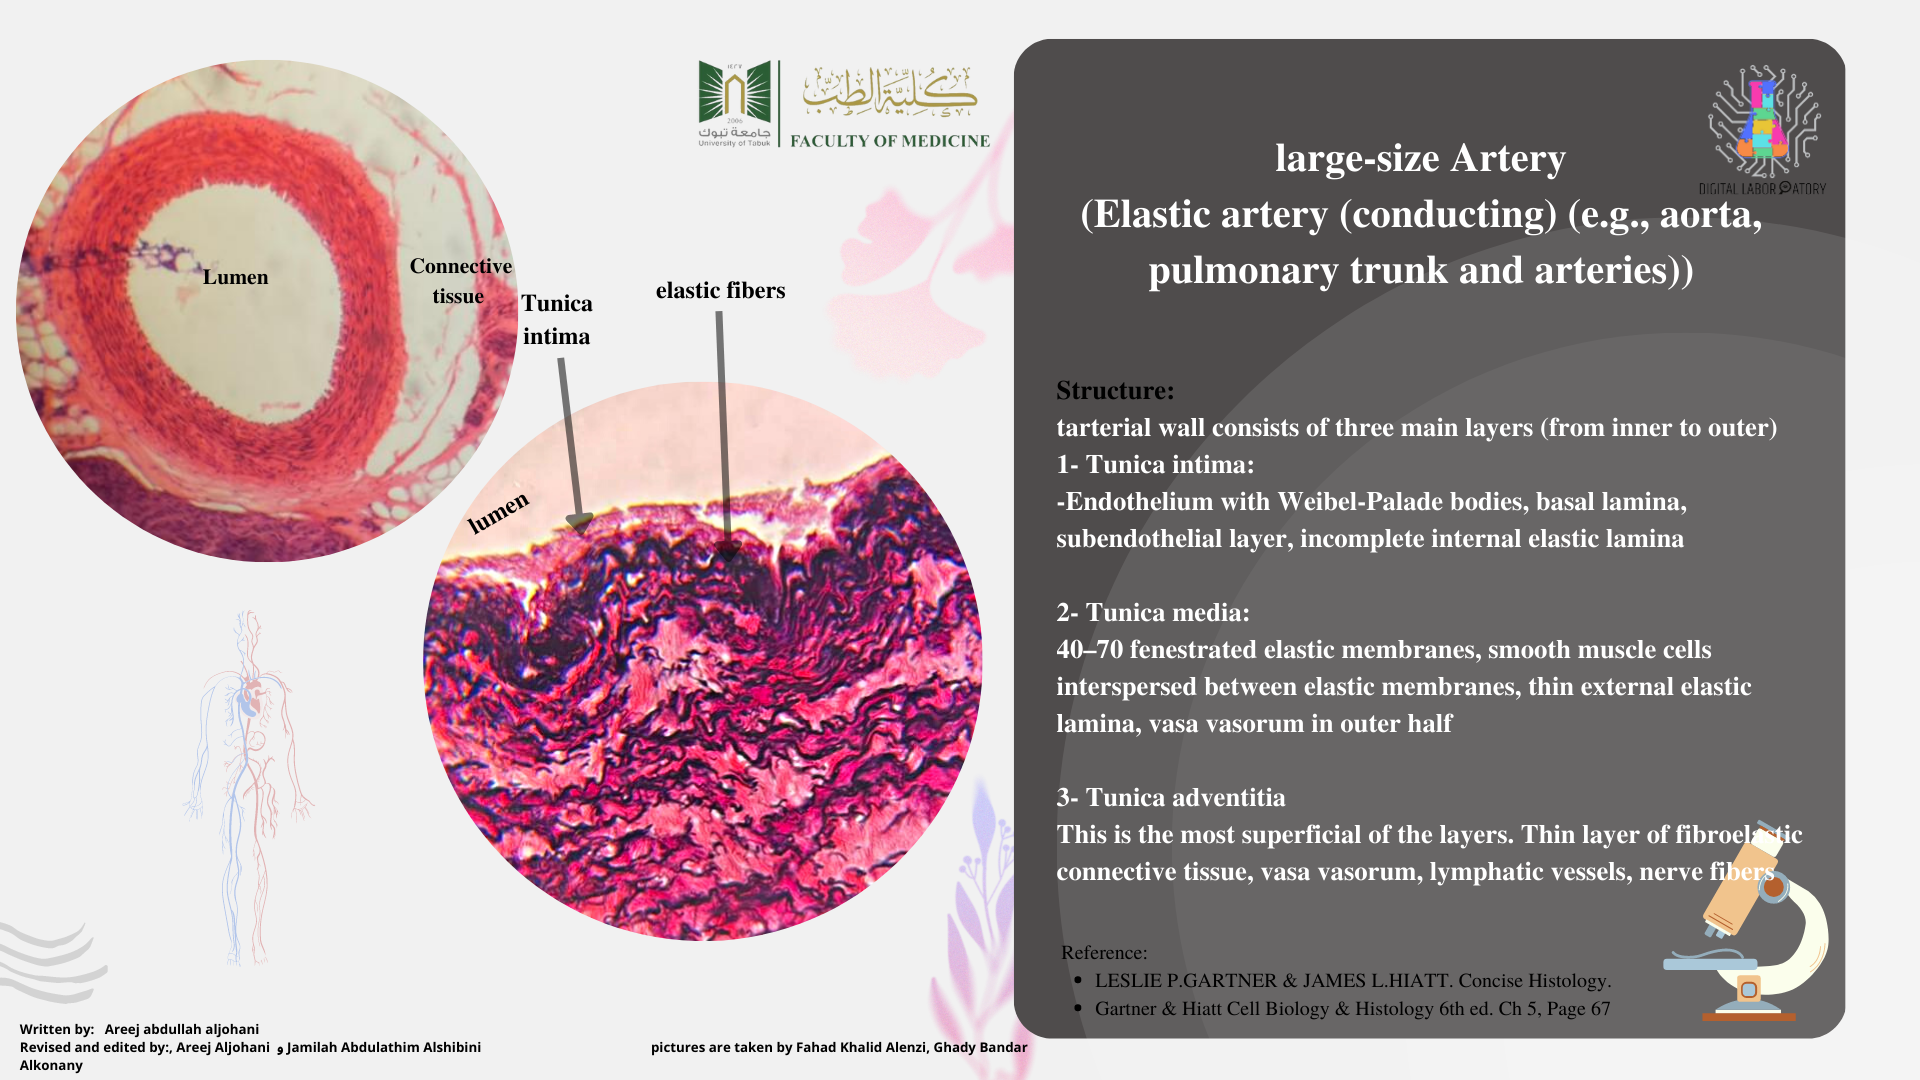 ١٤٢٧
2006
جامعة تبوك
University of Tabuk
كلية الطب
FACULTY OF MEDICINE
Lumen
Connective
tissue
Tunica
intima
elastic fibers
lumen
DIGITAL LABORATORY
large-size Artery
(Elastic artery (conducting) (e.g., aorta,
pulmonary trunk and arteries))
Structure:
tarterial wall consists of three main layers (from inner to outer)
1- Tunica intima:
-Endothelium with Weibel-Palade bodies, basal lamina,
subendothelial layer, incomplete internal elastic lamina
2- Tunica media:
40–70 fenestrated elastic membranes, smooth muscle cells
interspersed between elastic membranes, thin external elastic
lamina, vasa vasorum in outer half
3- Tunica adventitia
This is the most superficial of the layers. Thin layer of fibroelastic
connective tissue, vasa vasorum, lymphatic vessels, nerve fibers
Reference:
• LESLIE P.GARTNER & JAMES L.HIATT. Concise Histology.
• Gartner & Hiatt Cell Biology & Histology 6th ed. Ch 5, Page 67
Written by: Areej abdullah aljohani
Revised and edited by:, Areej Aljohani و Jamilah Abdulathim Alshibini
Alkonany
pictures are taken by Fahad Khalid Alenzi, Ghady Bandar